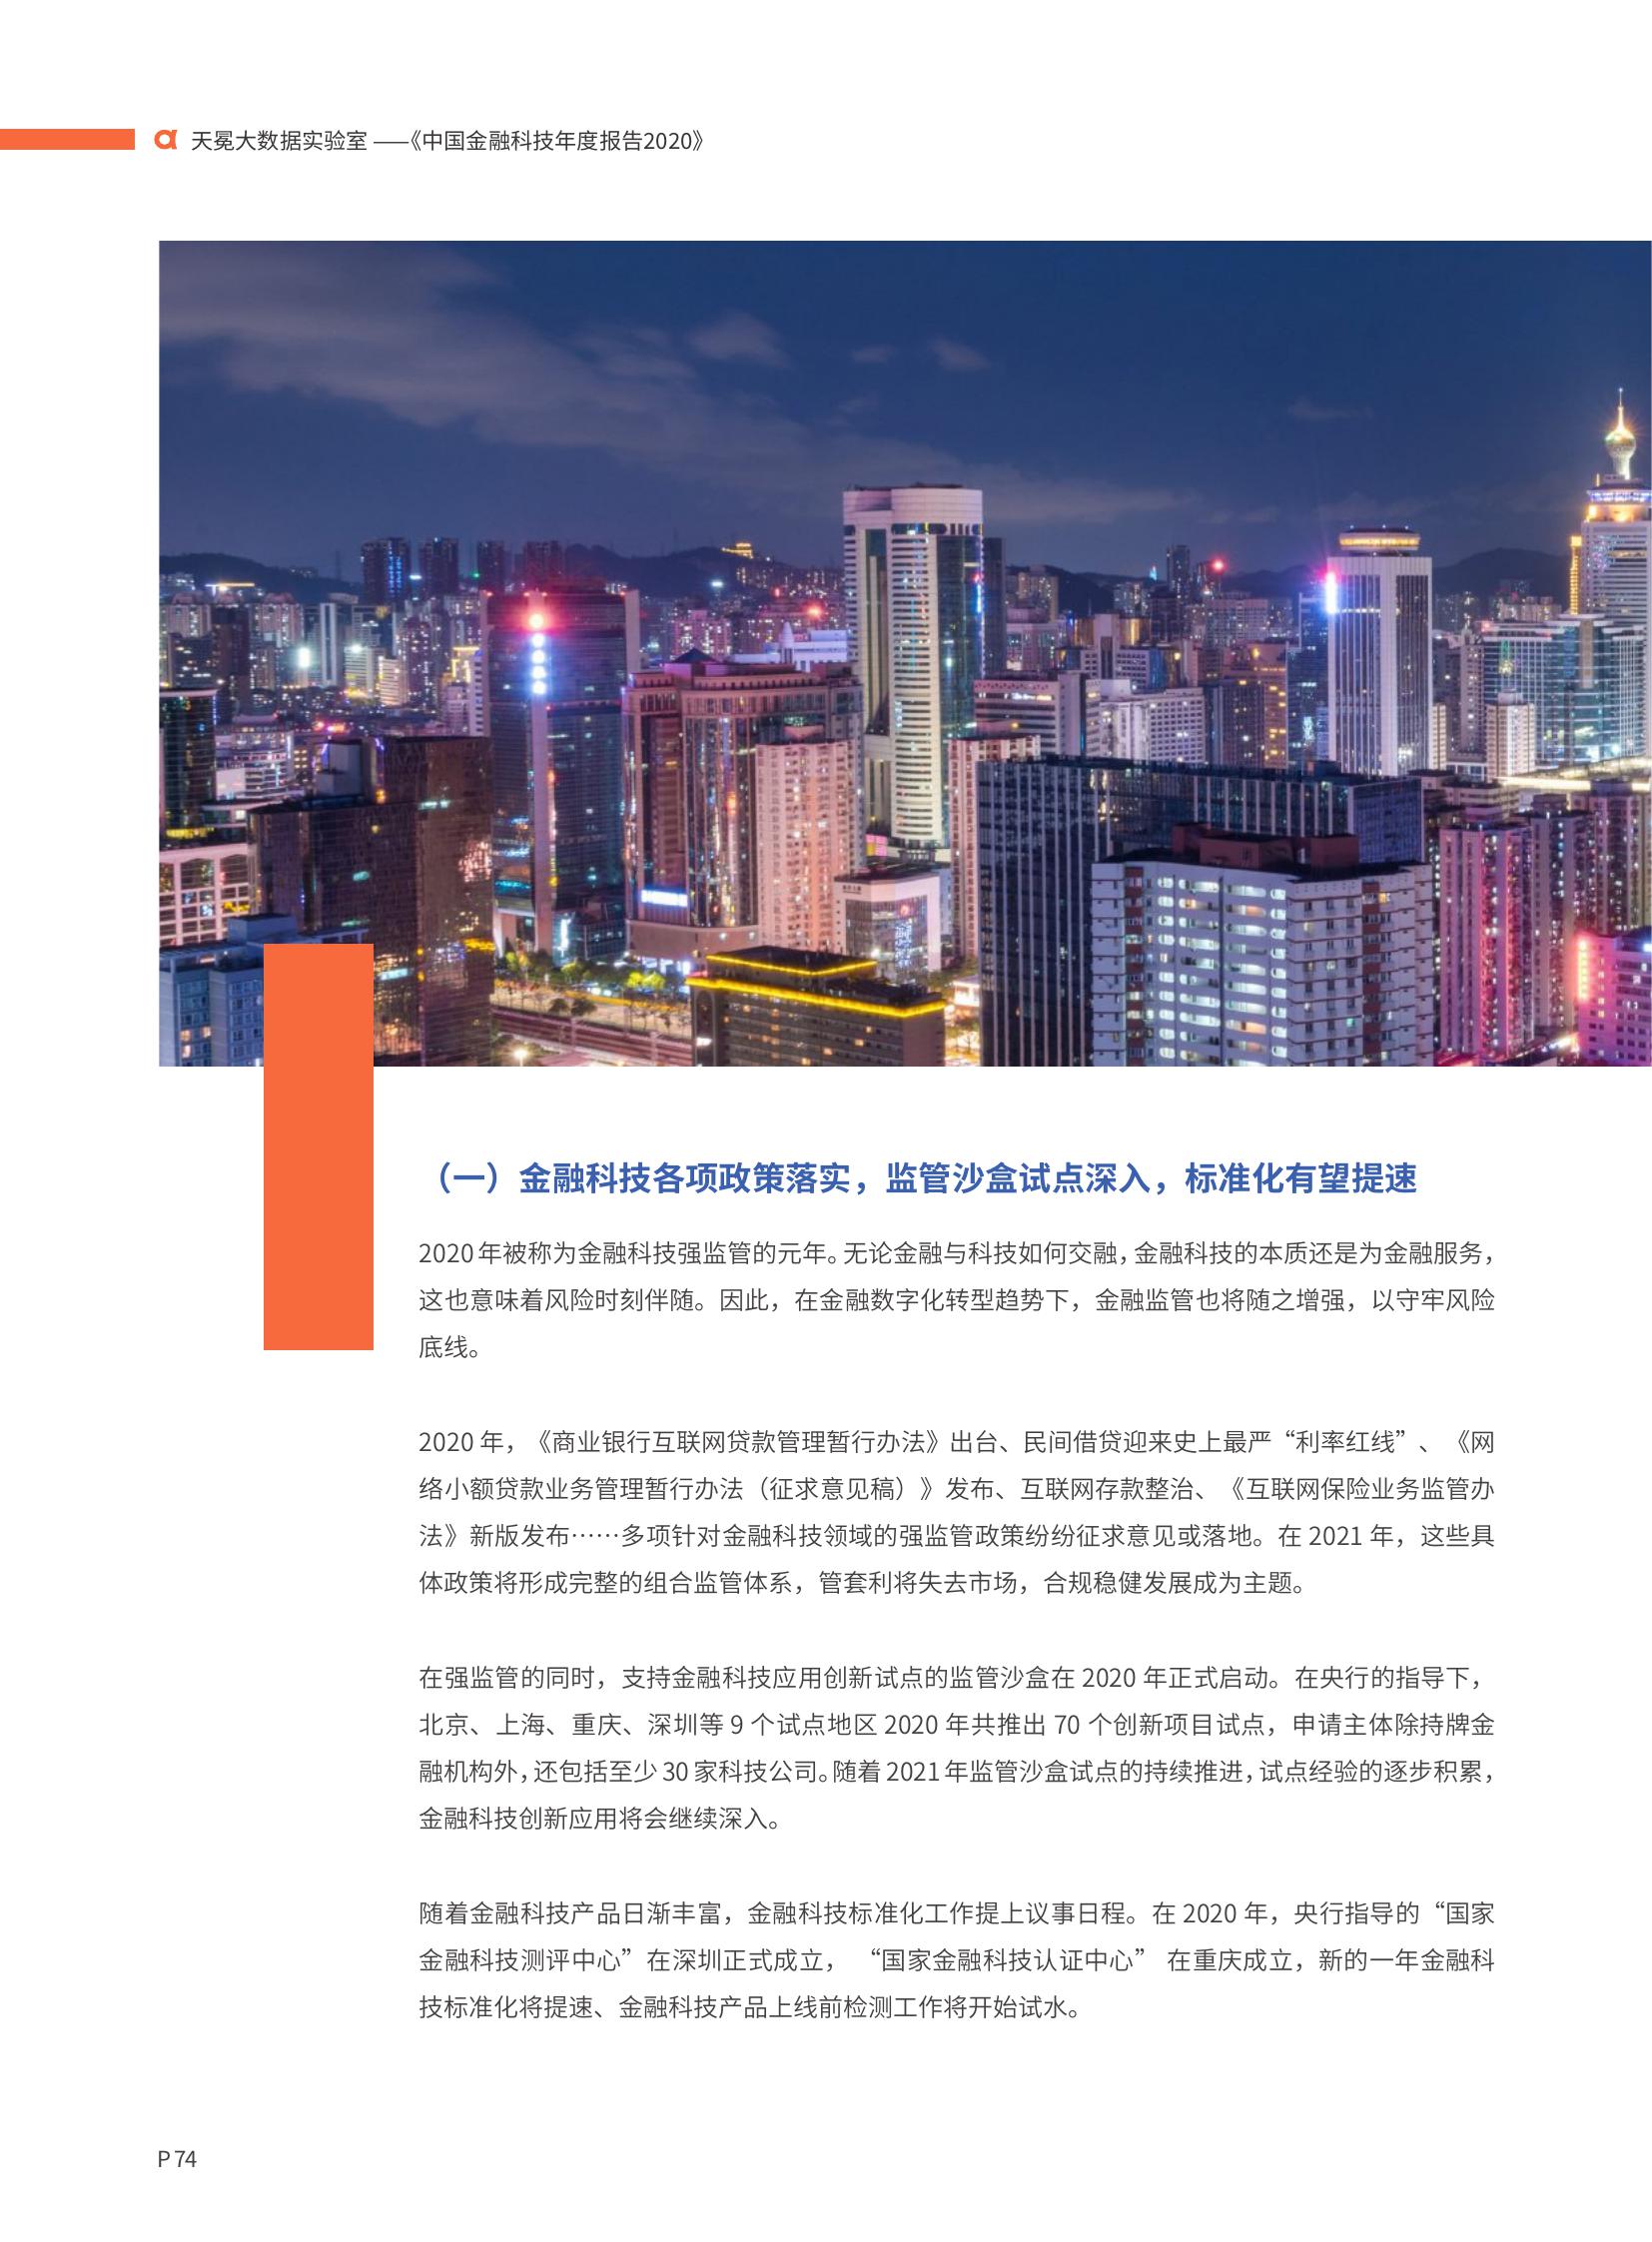 天冕大数据实验室 ——《中国金融科技年度报告2020》
（一）金融科技各项政策落实，监管沙盒试点深入，标准化有望提速
2020年被称为金融科技强监管的元年。无论金融与科技如何交融，金融科技的本质还是为金融服务，
这也意味着风险时刻伴随。因此，在金融数字化转型趋势下，金融监管也将随之增强，以守牢风险
底线。
2020 年，《商业银行互联网贷款管理暂行办法》出台、民间借贷迎来史上最严“利率红线”、《网
络小额贷款业务管理暂行办法（征求意见稿）》发布、互联网存款整治、《互联网保险业务监管办
法》新版发布……多项针对金融科技领域的强监管政策纷纷征求意见或落地。在 2021 年，这些具
体政策将形成完整的组合监管体系，管套利将失去市场，合规稳健发展成为主题。
在强监管的同时，支持金融科技应用创新试点的监管沙盒在 2020 年正式启动。在央行的指导下，
北京、上海、重庆、深圳等 9 个试点地区 2020 年共推出 70 个创新项目试点，申请主体除持牌金
融机构外，还包括至少 30 家科技公司。随着 2021年监管沙盒试点的持续推进，试点经验的逐步积累，
金融科技创新应用将会继续深入。
随着金融科技产品日渐丰富，金融科技标准化工作提上议事日程。在 2020 年，央行指导的“国家
金融科技测评中心”在深圳正式成立， “国家金融科技认证中心” 在重庆成立，新的一年金融科
技标准化将提速、金融科技产品上线前检测工作将开始试水。
P 74